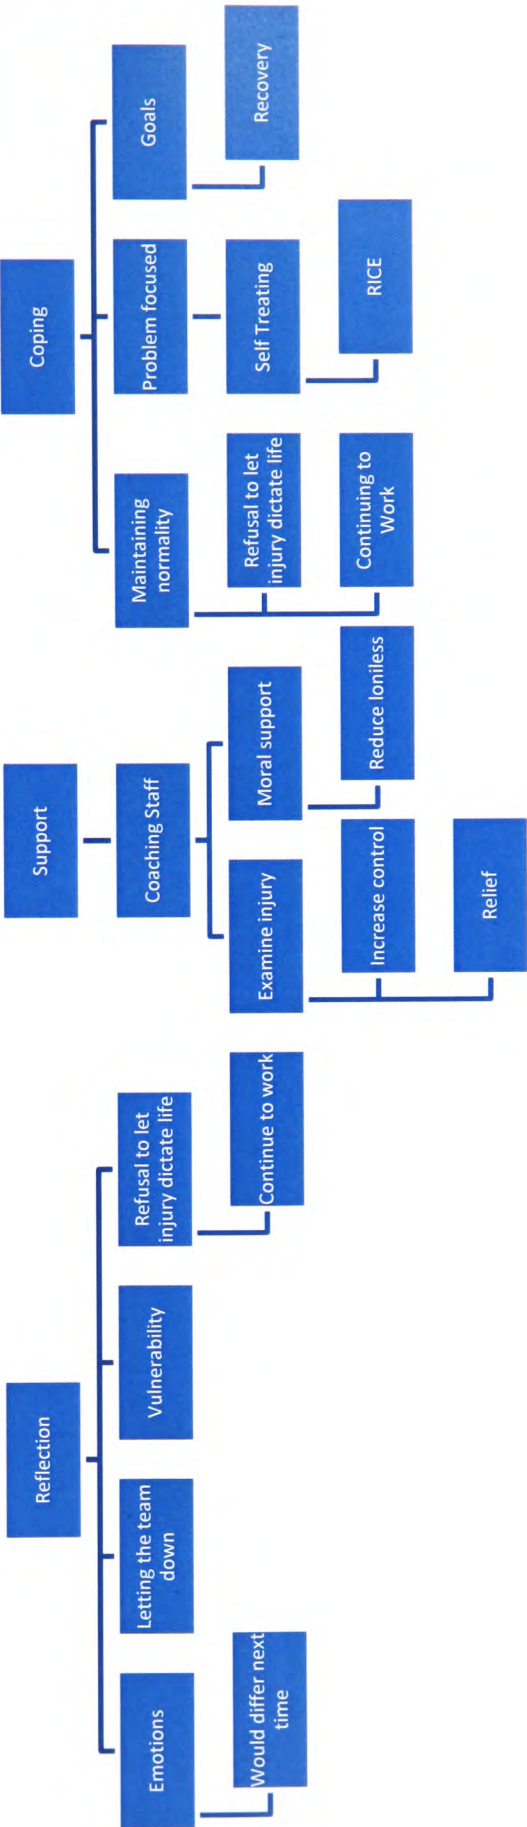 Reflection
Emotions
Would differ next
time
Letting the team
down
Vulnerability
Refusal to let
injury dictate life
Continue to work
Support
Coaching Staff
Examine injury
Increase control
Relief
Moral support
Reduce loniless
Coping
Maintaining
normality
Refusal to let
injury dictate life
Continuing to
Work
Problem focused
Self Treating
RICE
Goals
Recovery